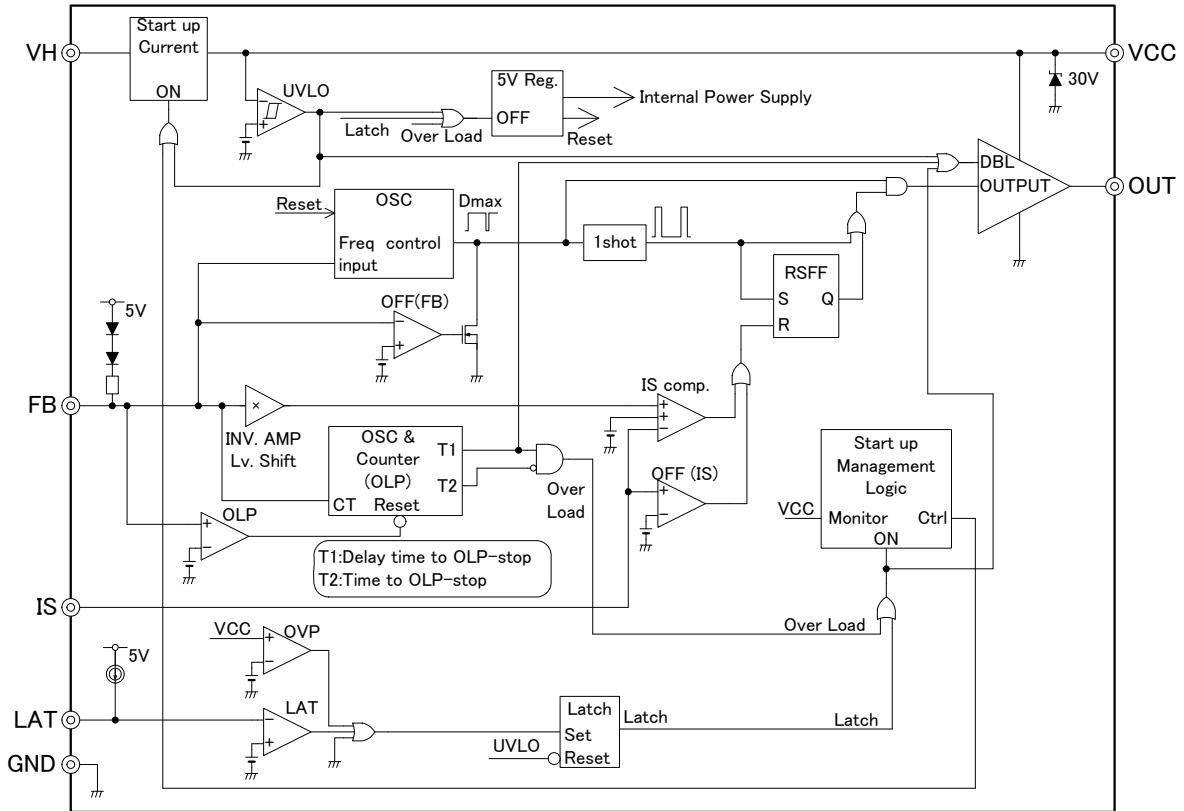 Start up
Current
ON
VH
VCC
30V
UVLO
5V Reg.
OFF
Internal Power Supply
Reset
Latch
Over Load
DBL
OUTPUT
OUT
Reset
OSC
Freq control
input
Dmax
1shot
RSFF
S
Q
R
5V
OFF(FB)
FB
×
INV. AMP
Lv. Shift
IS comp.
OSC &
Counter
(OLP)
T1
T2
CT
Reset
Over
Load
OFF (IS)
Start up
Management
Logic
VCC
Monitor
Ctrl
ON
OLP
T1:Delay time to OLP-stop
T2:Time to OLP-stop
IS
Over Load
VCC
OVP
5V
LAT
LAT
Latch
Set
Reset
UVLO
Latch
Latch
GND